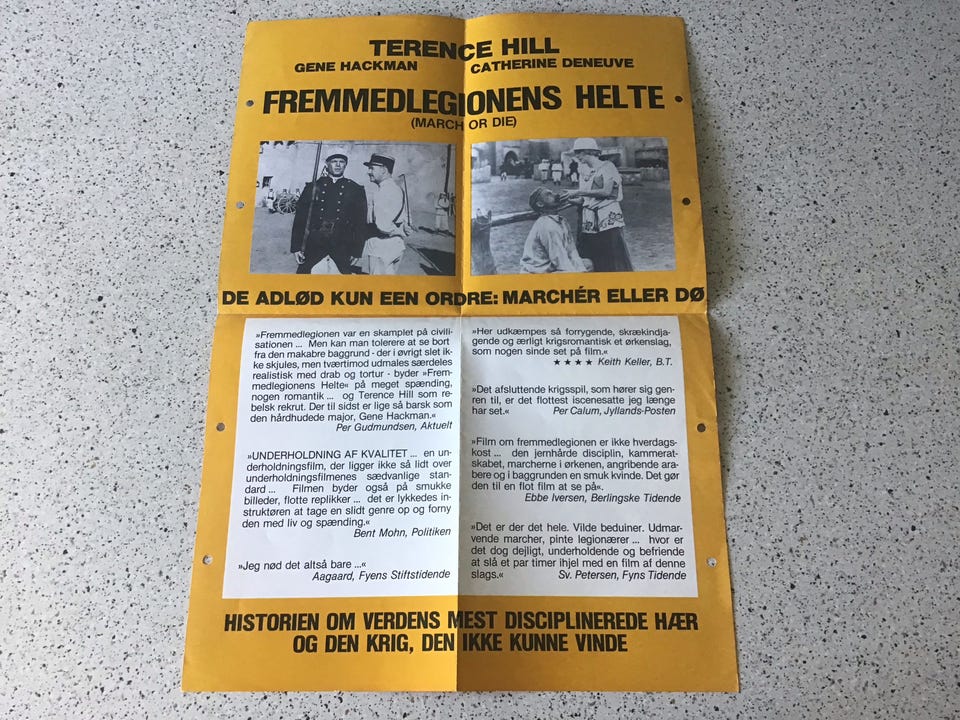 TERENCE HILL
GENE HACKMAN CATHERINE DENEUVE
FREMMEDLEGIONENS HELTE
(MARCH OR DIE)
DE ADLØD KUN EEN ORDRE: MARCHÉR ELLER DØ
»Fremmedlegionen var en skamplet på civili-
sationen ... Men kan man tolerere at se bort
fra den makabre baggrund - der i øvrigt slet ik-
ke skjules, men tværtimod udmales særdeles
realistisk med drab og tortur - byder »Frem-
medlegionens Helte« på meget spænding,
nogen romantik ... og Terence Hill som re-
belsk rekrut. Der til sidst er lige så barsk som
den hårdhudede major, Gene Hackman.«
Per Gudmundsen, Aktuelt
»UNDERHOLDNING AF KVALITET ... en un-
derholdningsfilm, der ligger ikke så lidt over
underholdningsfilmenes sædvanlige stan-
dard ... Filmen byder også på smukke
billeder, flotte replikker ... det er lykkedes in-
struktøren at tage en slidt genre op og forny
den med liv og spænding.«
Bent Mohn, Politiken
»Jeg nød det altså bare ...«
Aagaard, Fyens Stiftstidende
»Her udkæmpes så forrygende, skrækindja-
gende og ærligt krigsromantisk et ørkenslag,
som nogen sinde set på film.«
★ ★ ★ ★ Keith Keller, B.T.
»Det afsluttende krigsspil, som hører sig gen-
ren til, er det flottest iscenesatte jeg længe
har set.« Per Calum, Jyllands-Posten
»Film om fremmedlegionen er ikke hverdags-
kost ... den jernhårde disciplin, kammerat-
skabet, marcherne i ørkenen, angribende ara-
bere og i baggrunden en smuk kvinde. Det gør
den til en flot film at se på«.
Ebbe Iversen, Berlingske Tidende
»Det er der det hele. Vilde beduiner. Udmar-
vende marcher, pinte legionærer ... hvor er
det dog dejligt, underholdende og befriende
at slå et par timer ihjel med en film af denne
slags.« Sv. Petersen, Fyns Tidende
HISTORIEN OM VERDENS MEST DISCIPLINEREDE HÆR
OG DEN KRIG, DEN IKKE KUNNE VINDE